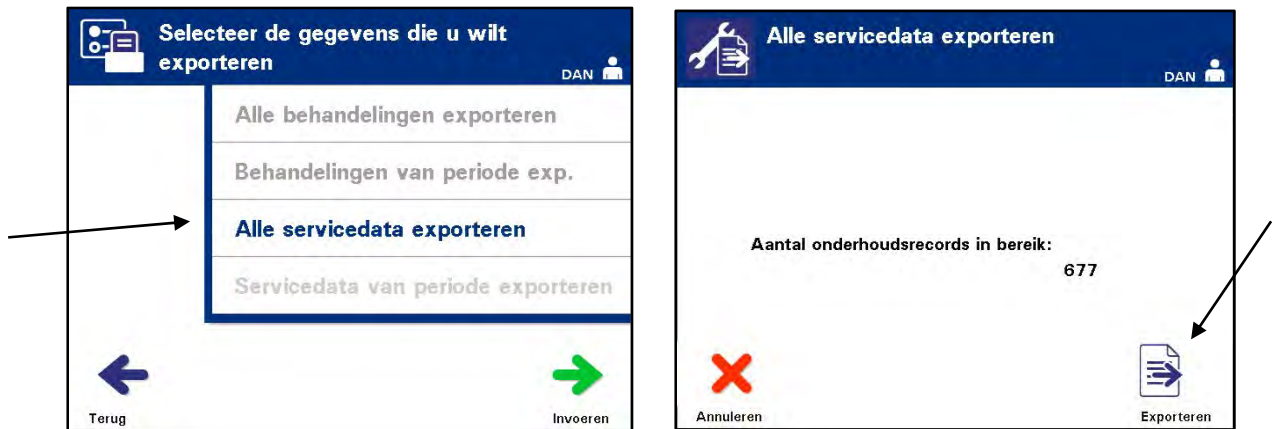 Selecteer de gegevens die u wilt
exporteren
DAN
Alle behandelingen exporteren
Behandelingen van periode exp.
Alle servicedata exporteren
Servicedata van periode exporteren
Terug
Invoeren
Alle servicedata exporteren
DAN
Aantal onderhoudsrecords in bereik:
677
Annuleren
Exporteren